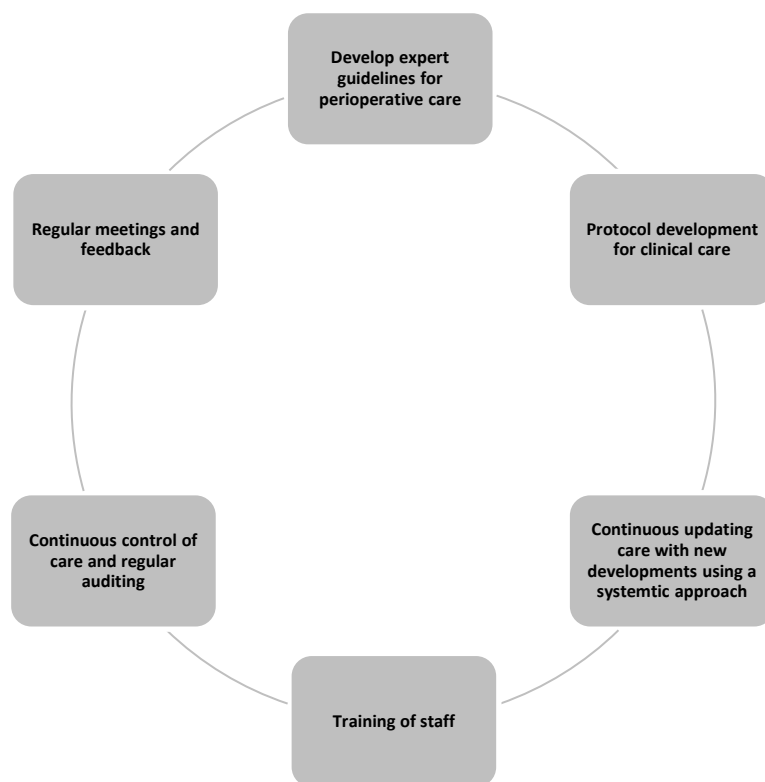 Develop expert
guidelines for
perioperative care
Protocol development
for clinical care
Continuous updating
care with new
developments using a
systemtic approach
Training of staff
Continuous control of
care and regular
auditing
Regular meetings and
feedback